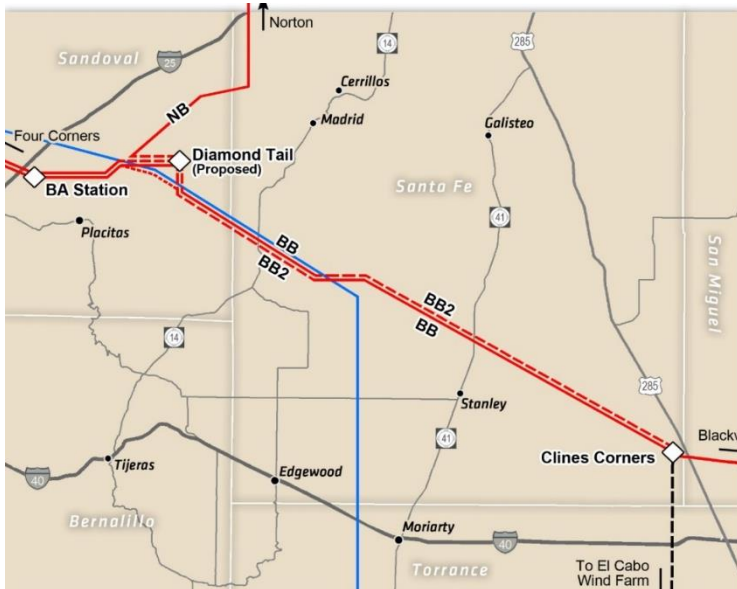 Norton
14
285
Sandoval
25
Cerrillos
NB
Madrid
Galisteo
Four Corners
Diamond Tail
(Proposed)
BA Station
Santa Fe
41
Placitas
BB
BB2
San Miguel
BB2
BB
14
285
Stanley
41
Blackw
Clines Corners
Tijeras
Edgewood
40
Bernalillo
Moriarty
40
Torrance
To El Cabo
Wind Farm